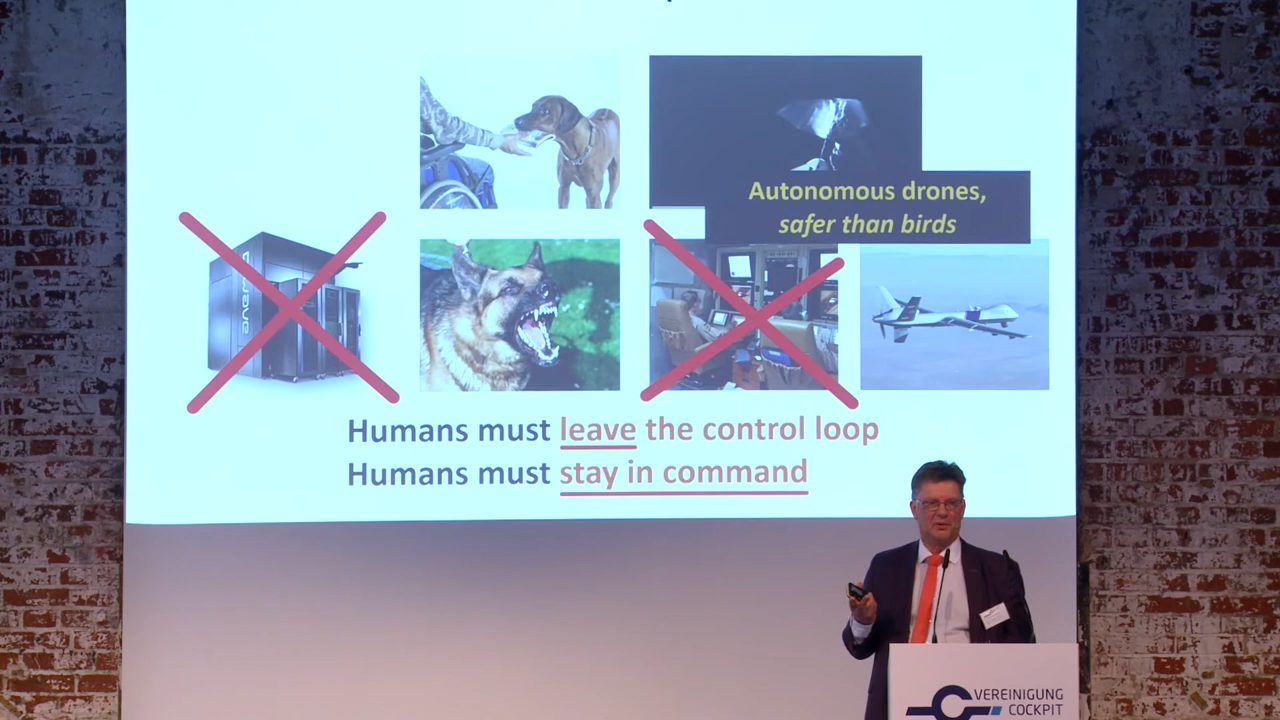 Autonomous drones,
safer than birds
Humans must leave the control loop
Humans must stay in command
VEREINIGUNG
COCKPIT